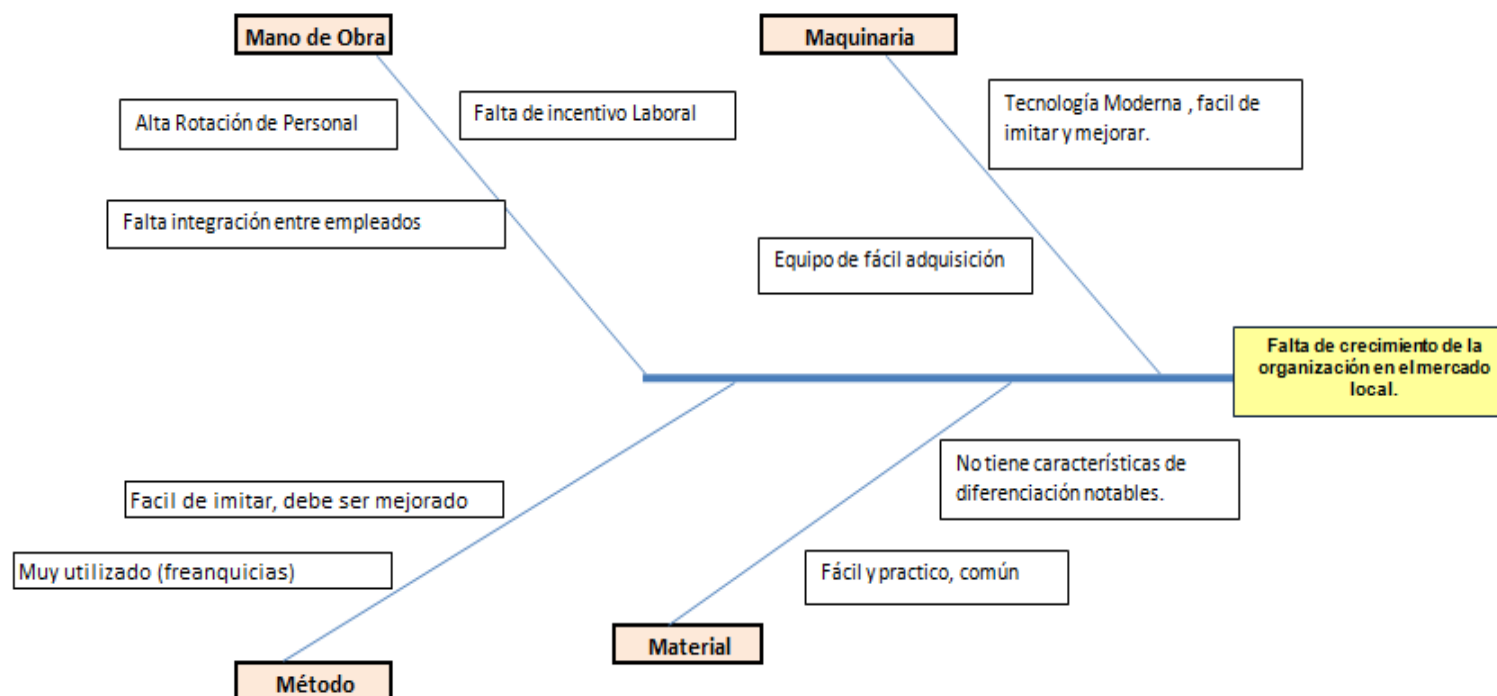 Mano de Obra
Maquinaria
Alta Rotación de Personal
Falta de incentivo Laboral
Tecnología Moderna , facil de
imitar y mejorar.
Falta integración entre empleados
Equipo de fácil adquisición
Falta de crecimiento de la
organización en el mercado
local.
No tiene características de
diferenciación notables.
Facil de imitar, debe ser mejorado
Muy utilizado (freanquicias)
Fácil y practico, común
Material
Método